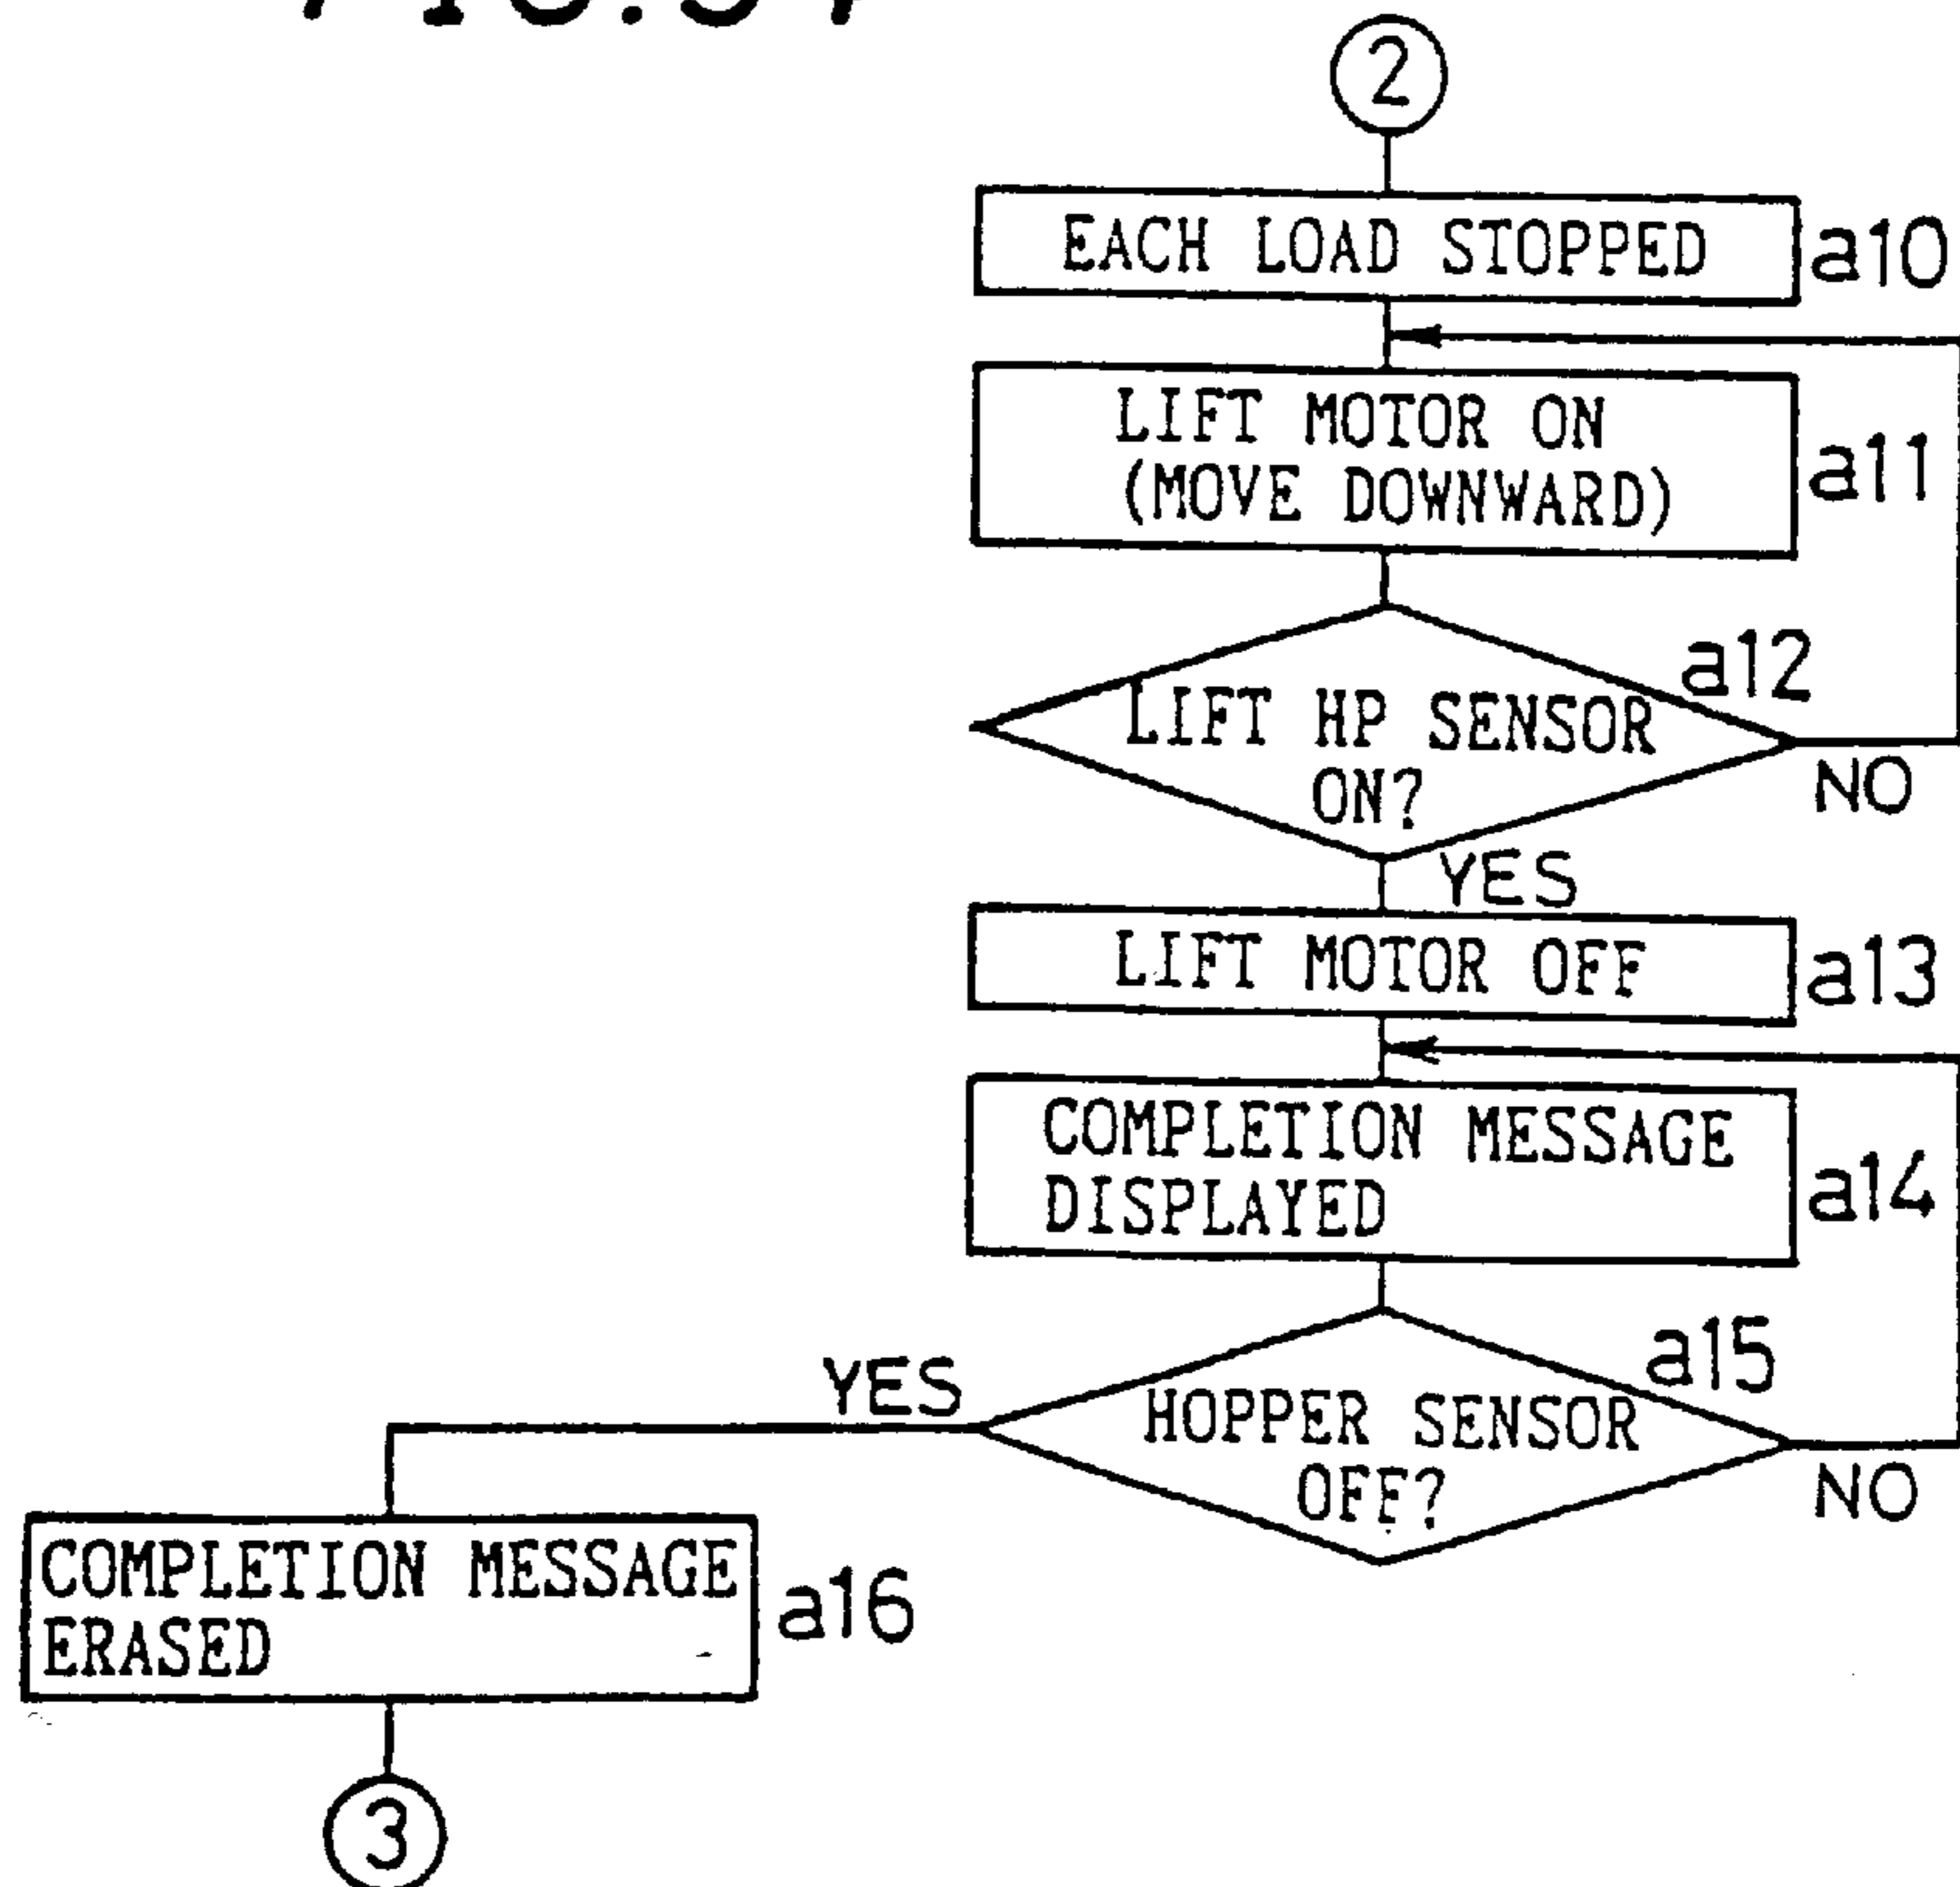 2
EACH LOAD STOPPED
a10
LIFT MOTOR ON
(MOVE DOWNWARD)
a11
a12
LIFT HP SENSOR
ON?
NO
YES
LIFT MOTOR OFF
a13
COMPLETION MESSAGE
DISPLAYED
a14
a15
YES
HOPPER SENSOR
OFF?
NO
COMPLETION MESSAGE
ERASED
a16
3